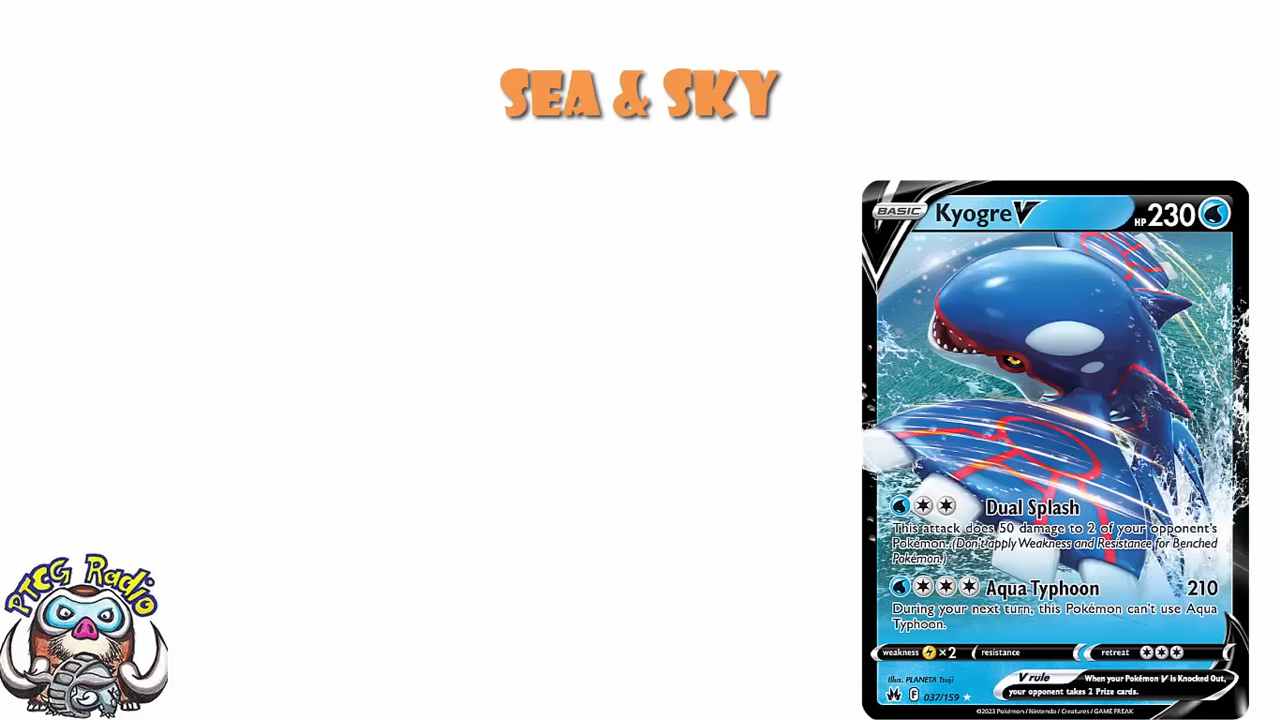 SEA & SKY
BASIC Kyogre V HP 230
Dual Splash
This attack does 50 damage to 2 of your opponent's
Pokémon. (Don't apply Weakness and Resistance for Benched
Pokémon.)
Aqua Typhoon 210
During your next turn, this Pokémon can't use Aqua
Typhoon.
weakness ×2 resistance retreat
Illus. PLANETA Tsuji
V rule When your Pokémon V is Knocked Out,
your opponent takes 2 Prize cards.
F 037/159
©2023 Pokémon / Nintendo / Creatures / GAME FREAK
PTCG Radio